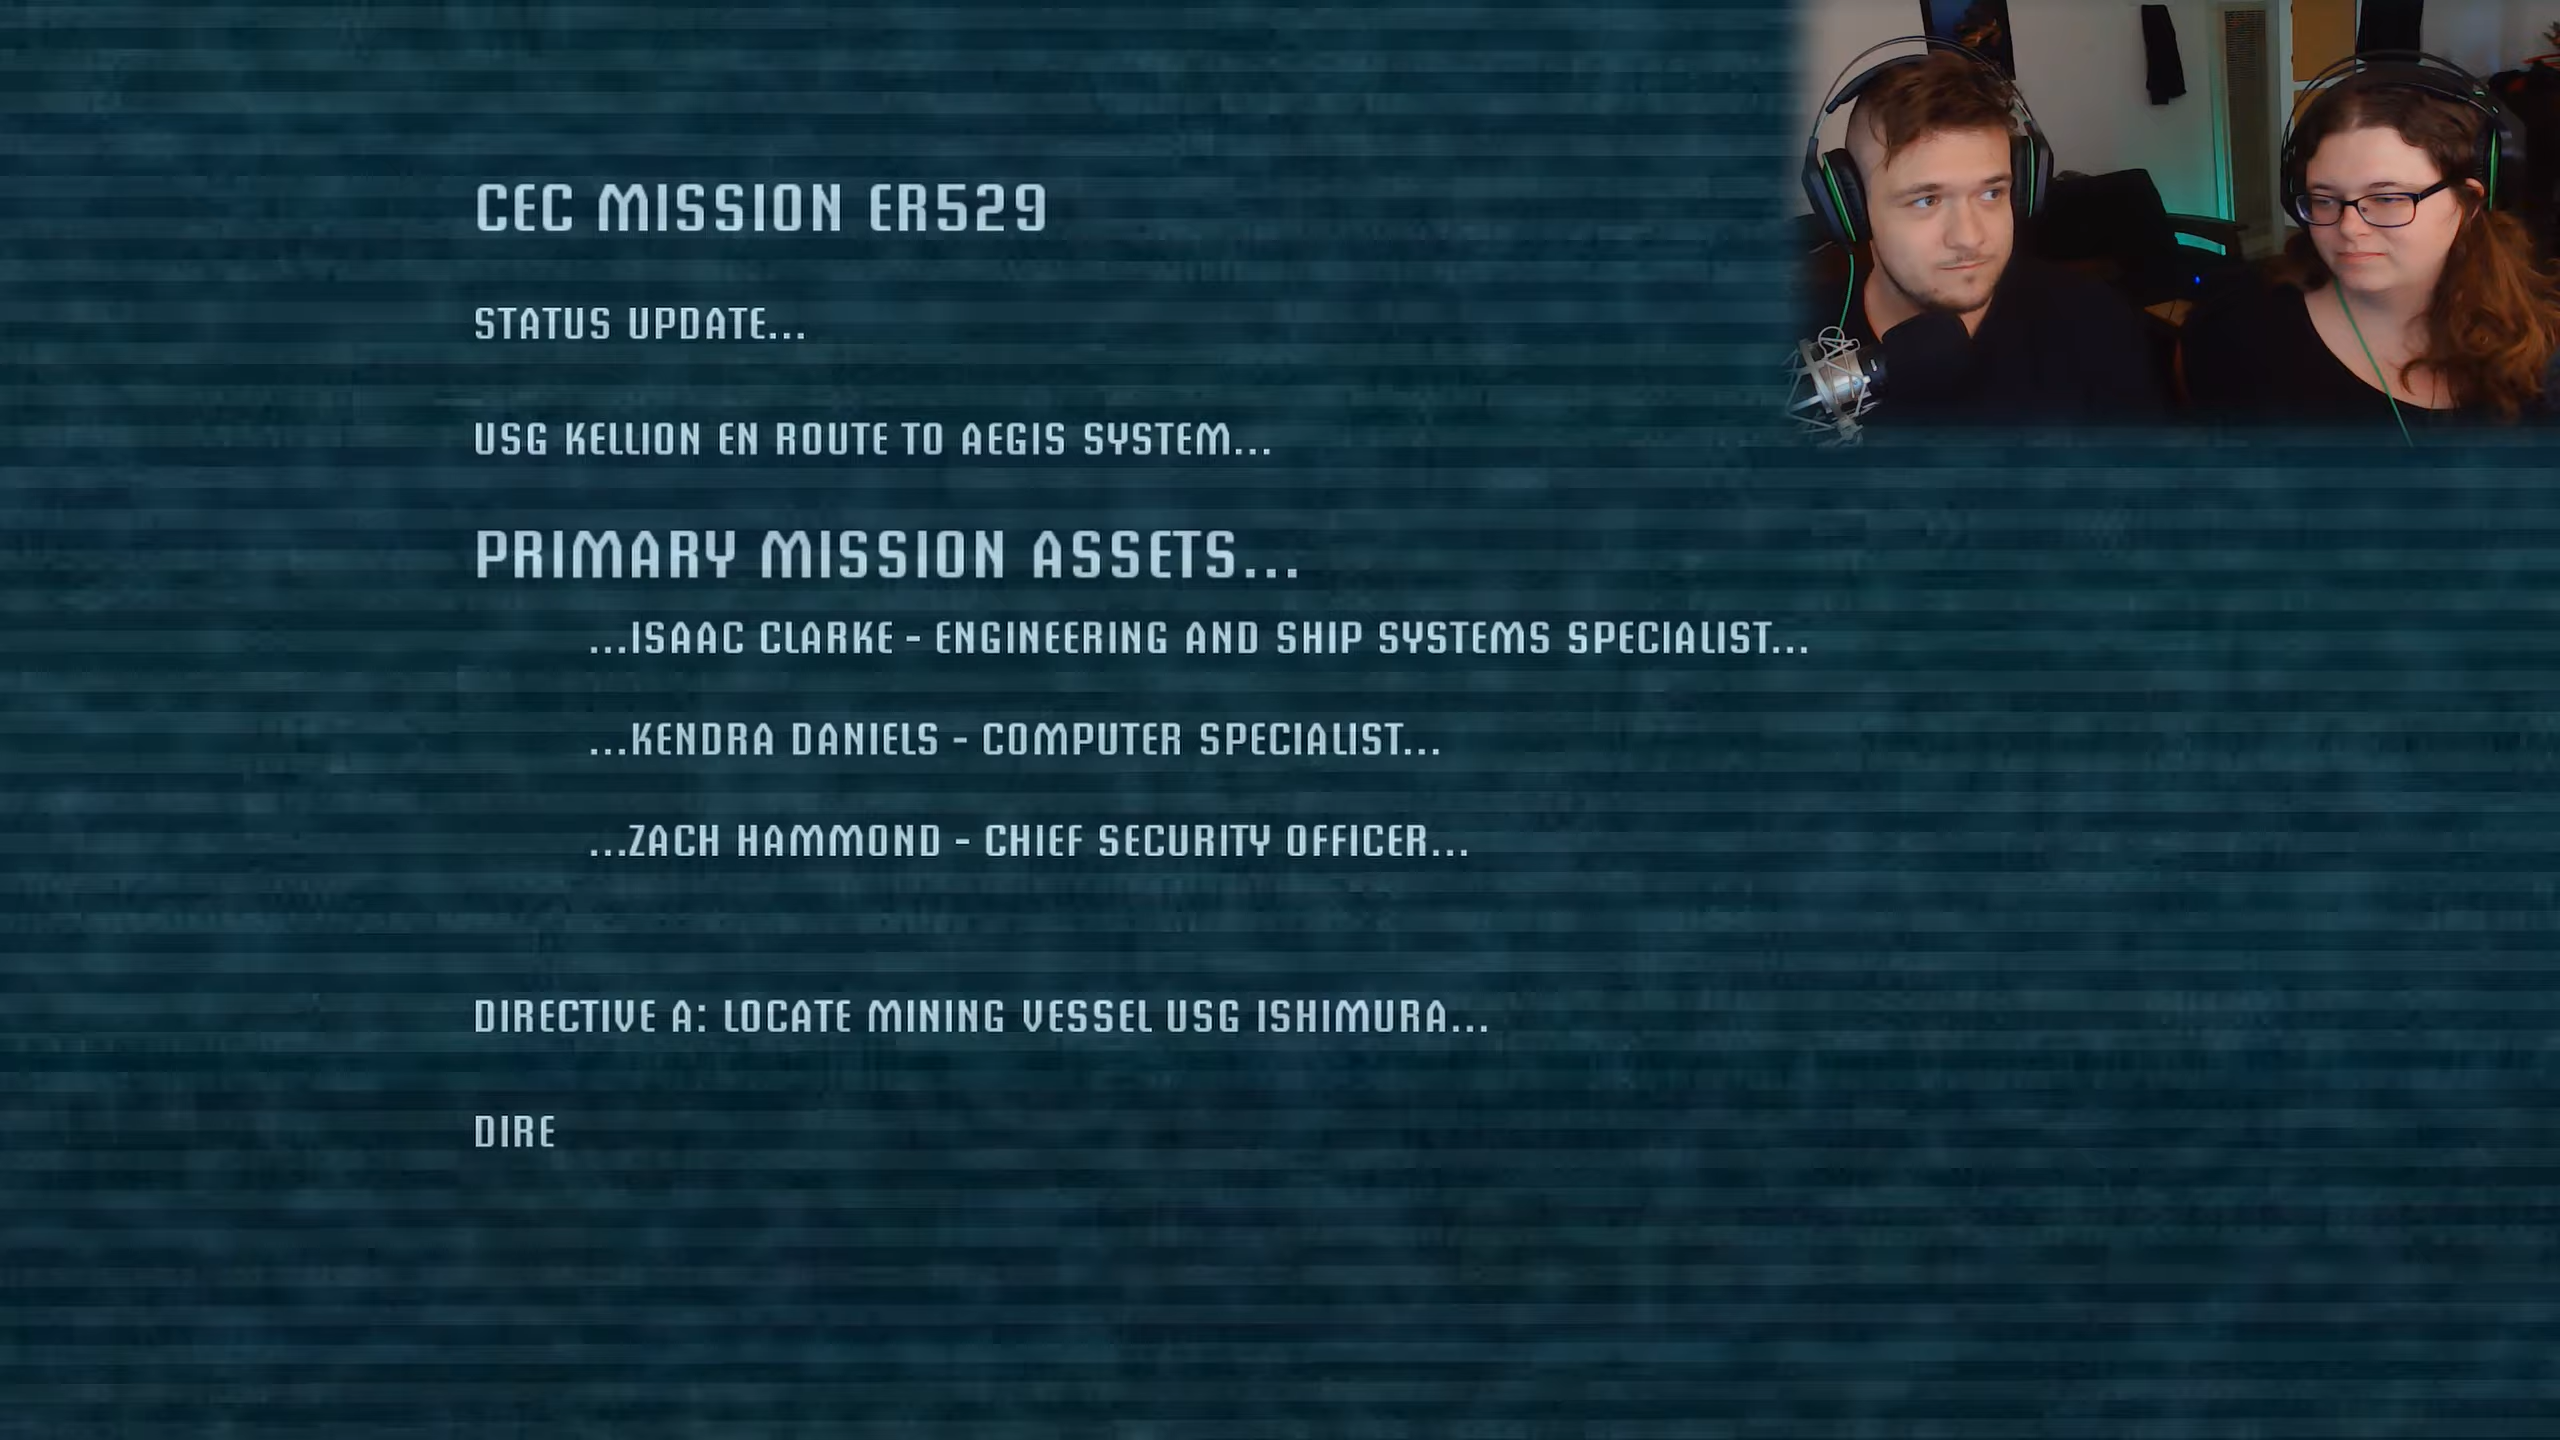 CEC MISSION ER529
STATUS UPDATE...
USG KELLION EN ROUTE TO AEGIS SYSTEM...
PRIMARY MISSION ASSETS...
...ISAAC CLARKE - ENGINEERING AND SHIP SYSTEMS SPECIALIST...
...KENDRA DANIELS - COMPUTER SPECIALIST...
...ZACH HAMMOND - CHIEF SECURITY OFFICER...
DIRECTIVE A: LOCATE MINING VESSEL USG ISHIMURA...
DIRE